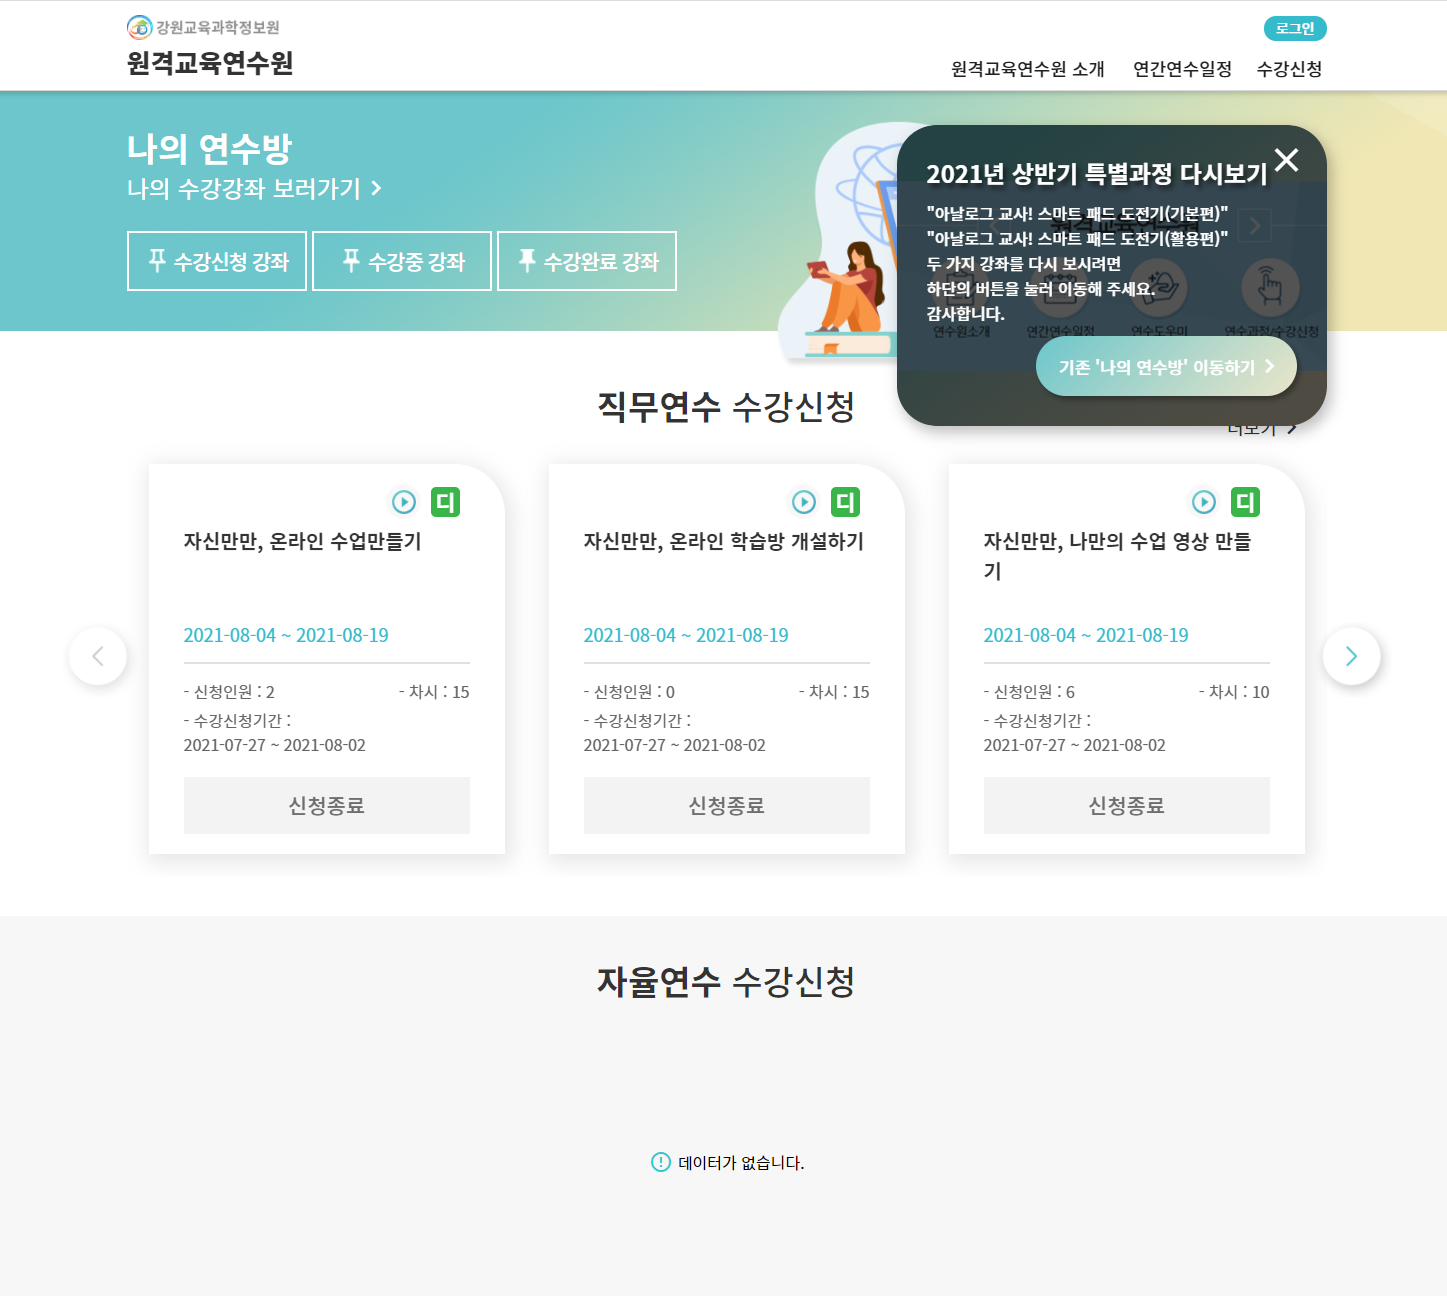 강원교육과학정보원
로그인
원격교육연수원
원격교육연수원 소개
연간연수일정
수강신청
나의 연수방
나의 수강강좌 보러가기
수강신청 강좌
수강중 강좌
수강완료 강좌
2021년 상반기 특별과정 다시보기
"아날로그 교사! 스마트 패드 도전기(기본편)"
"아날로그 교사! 스마트 패드 도전기(활용편)"
두 가지 강좌를 다시 보시려면
하단의 버튼을 눌러 이동해 주세요.
감사합니다.
원격교육연수원
연수원소개
연간연수일정
연수도우미
연수과정/수강신청
기존 '나의 연수방' 이동하기
직무연수 수강신청
더보기
디
자신만만, 온라인 수업만들기
2021-08-04 ~ 2021-08-19
- 신청인원 : 2
- 차시 : 15
- 수강신청기간 :
2021-07-27 ~ 2021-08-02
신청종료
디
자신만만, 온라인 학습방 개설하기
2021-08-04 ~ 2021-08-19
- 신청인원 : 0
- 차시 : 15
- 수강신청기간 :
2021-07-27 ~ 2021-08-02
신청종료
디
자신만만, 나만의 수업 영상 만들
기
2021-08-04 ~ 2021-08-19
- 신청인원 : 6
- 차시 : 10
- 수강신청기간 :
2021-07-27 ~ 2021-08-02
신청종료
자율연수 수강신청
데이터가 없습니다.